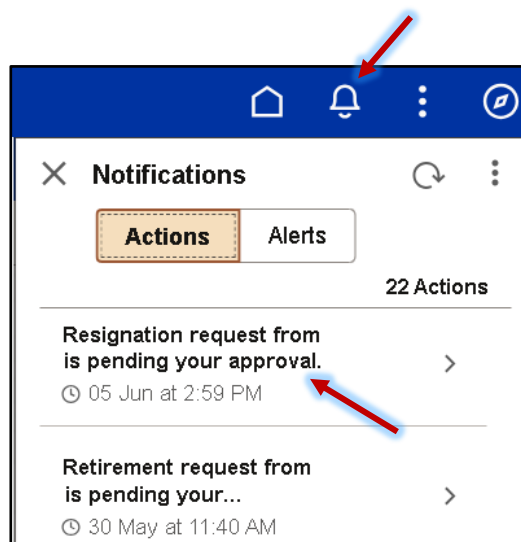 Notifications
Actions
Alerts
22 Actions
Resignation request from
is pending your approval.
05 Jun at 2:59 PM
Retirement request from
is pending your...
30 May at 11:40 AM